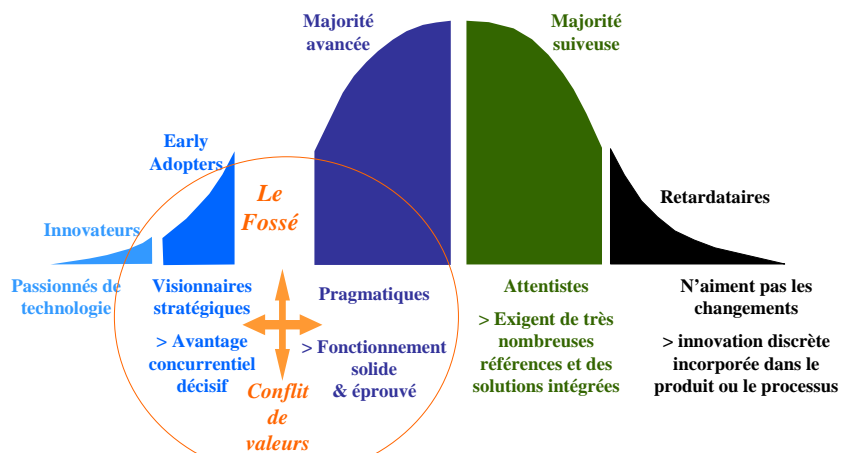 Majorité
avancée
Majorité
suiveuse
Early
Adopters
Le
Fossé
Innovateurs
Retardataires
Passionnés de
technologie
Visionnaires
stratégiques
> Avantage
concurrentiel
décisif
Conflit
de
valeurs
Pragmatiques
> Fonctionnement
solide
& éprouvé
Attentistes
> Exigent de très
nombreuses
références et des
solutions intégrées
N’aiment pas les
changements
> innovation discrète
incorporée dans le
produit ou le processus